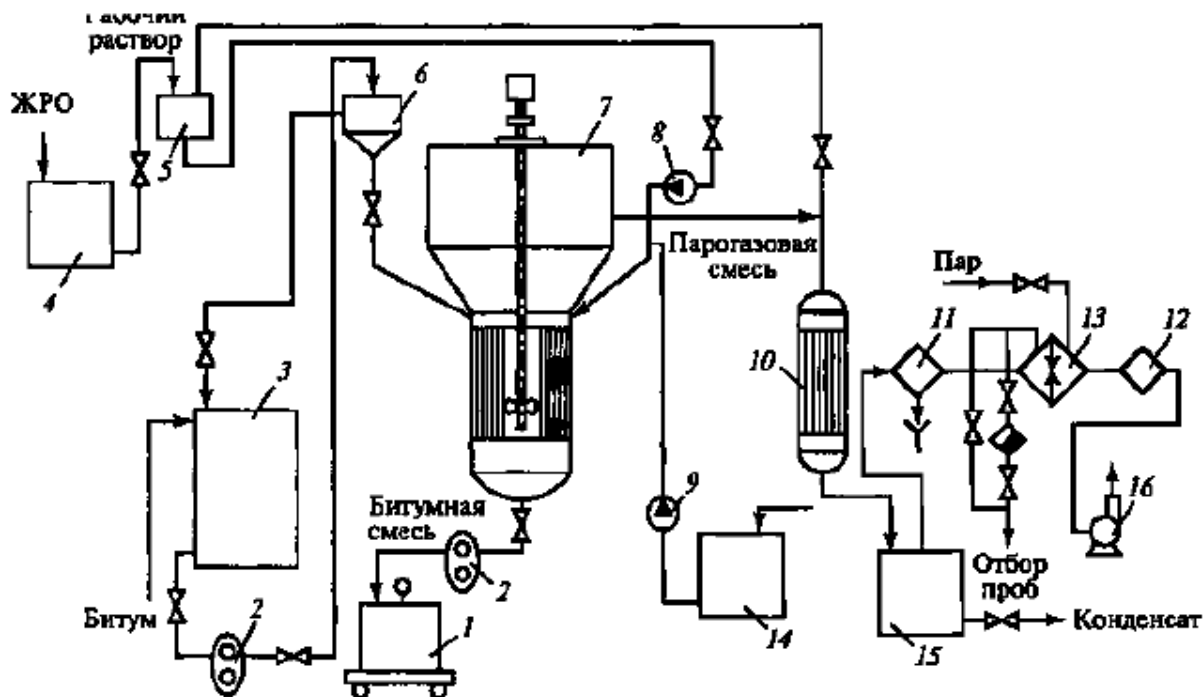 Рабочий
раствор
ЖРО
4
5
6
7
8
Парогазовая
смесь
Пар
11
13
12
10
3
9
16
Битумная
смесь
2
Отбор
проб
Битум
2
1
14
15
Конденсат